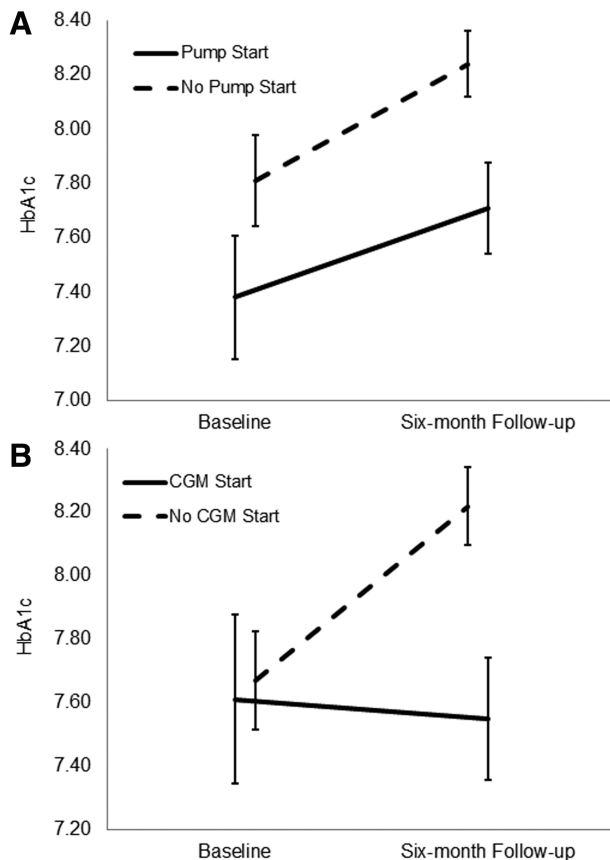 A
8.40
Pump Start
No Pump Start
8.20
8.00
7.80
HbA1c
7.60
7.40
7.20
7.00
Baseline Six-month Follow-up
B
8.40
CGM Start
No CGM Start
8.20
8.00
7.80
HbA1c
7.60
7.40
7.20
Baseline Six-month Follow-up